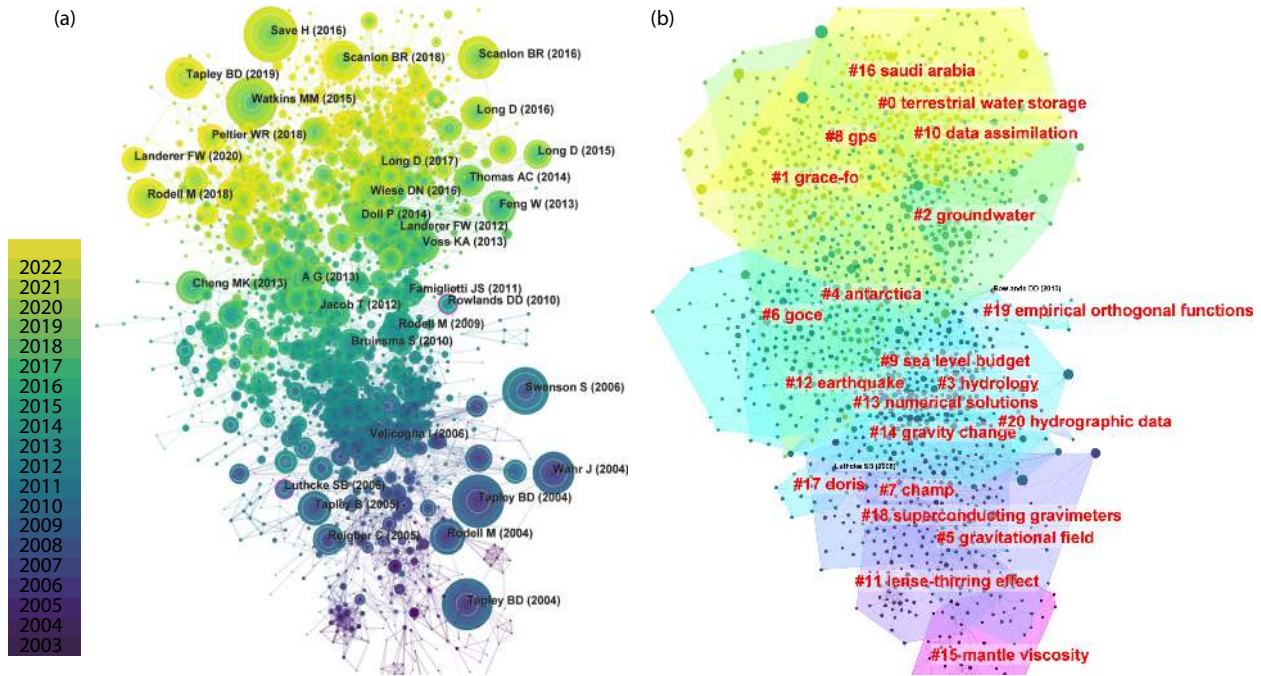 (a)
Save H (2016)
Scanlon BR (2018)
Scanlon BR (2016)
Tapley BD (2019)
Watkins MM (2015)
Long D (2016)
Peltier WR (2018)
Landerer FW (2020)
Long D (2017)
Long D (2015)
Thomas AC (2014)
Rodell M (2018)
Wiese DN (2016)
Feng W (2013)
Doll P (2014)
Landerer FW (2012)
Voss KA (2013)
Cheng MK (2013)
A G (2013)
Famiglietti JS (2011)
Rowlands DD (2010)
Jacob T (2012)
Rodell M (2009)
Bruinsma S (2010)
Swenson S (2006)
Velicogna I (2006)
Wahr J (2004)
Luthcke SB (2006)
Tapley B (2005)
Tapley BD (2004)
Reigber C (2005)
Rodell M (2004)
Tapley BD (2004)
2022
2021
2020
2019
2018
2017
2016
2015
2014
2013
2012
2011
2010
2009
2008
2007
2006
2005
2004
2003
(b)
#16 saudi arabia
#0 terrestrial water storage
#8 gps
#10 data assimilation
#1 grace-fo
#2 groundwater
#4 antarctica
Rowlands DD (2010)
#6 goce
#19 empirical orthogonal functions
#9 sea level budget
#12 earthquake
#3 hydrology
#13 numerical solutions
#20 hydrographic data
#14 gravity change
Luthcke SB (2006)
#17 doris
#7 champ
#18 superconducting gravimeters
#5 gravitational field
#11 lense-thirring effect
#15 mantle viscosity